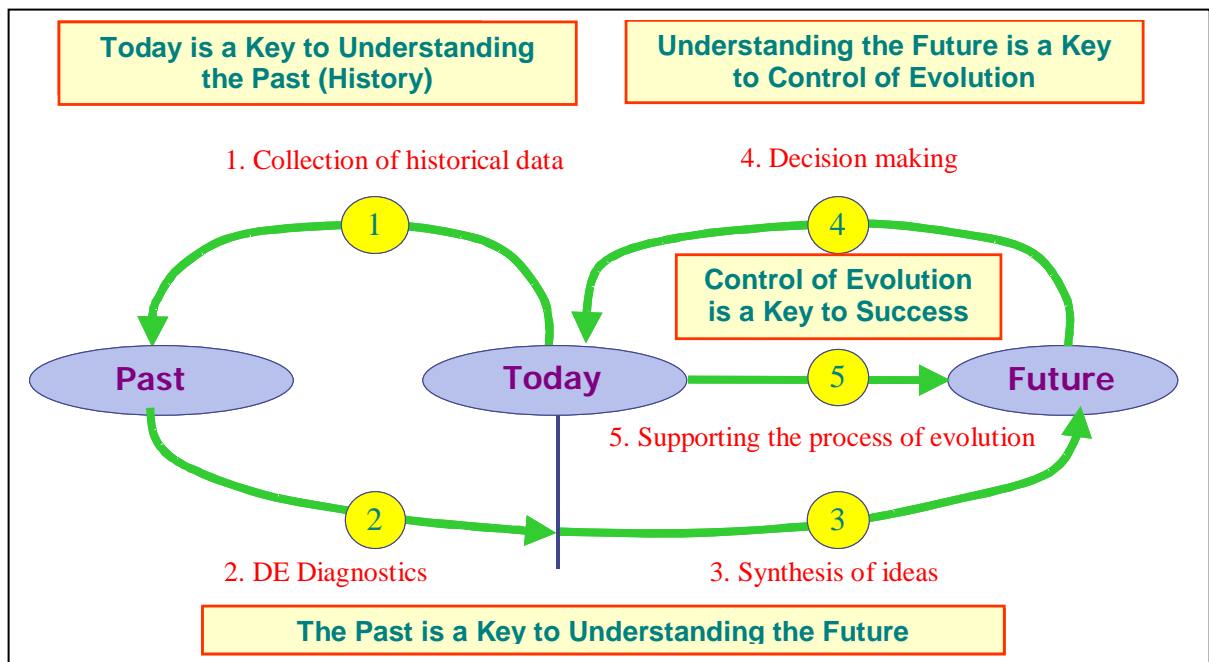 Today is a Key to Understanding
the Past (History)
Understanding the Future is a Key
to Control of Evolution
1. Collection of historical data
4. Decision making
1
4
Control of Evolution
is a Key to Success
Past
Today
5
Future
5. Supporting the process of evolution
2
3
2. DE Diagnostics
3. Synthesis of ideas
The Past is a Key to Understanding the Future